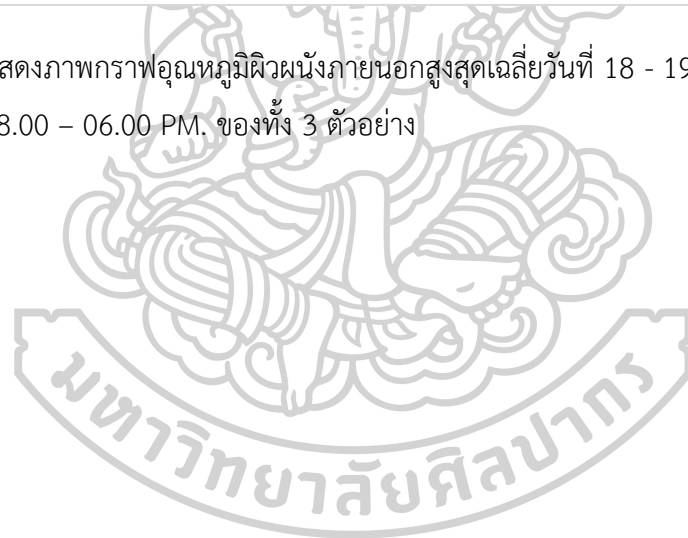 สดงภาพกราฟอุณหภูมิผิวผนังภายนอกสูงสุดเฉลี่ยวันที่ 18 - 19
8.00 – 06.00 PM. ของทั้ง 3 ตัวอย่าง
มหาวิทยาลัยศิลปากร